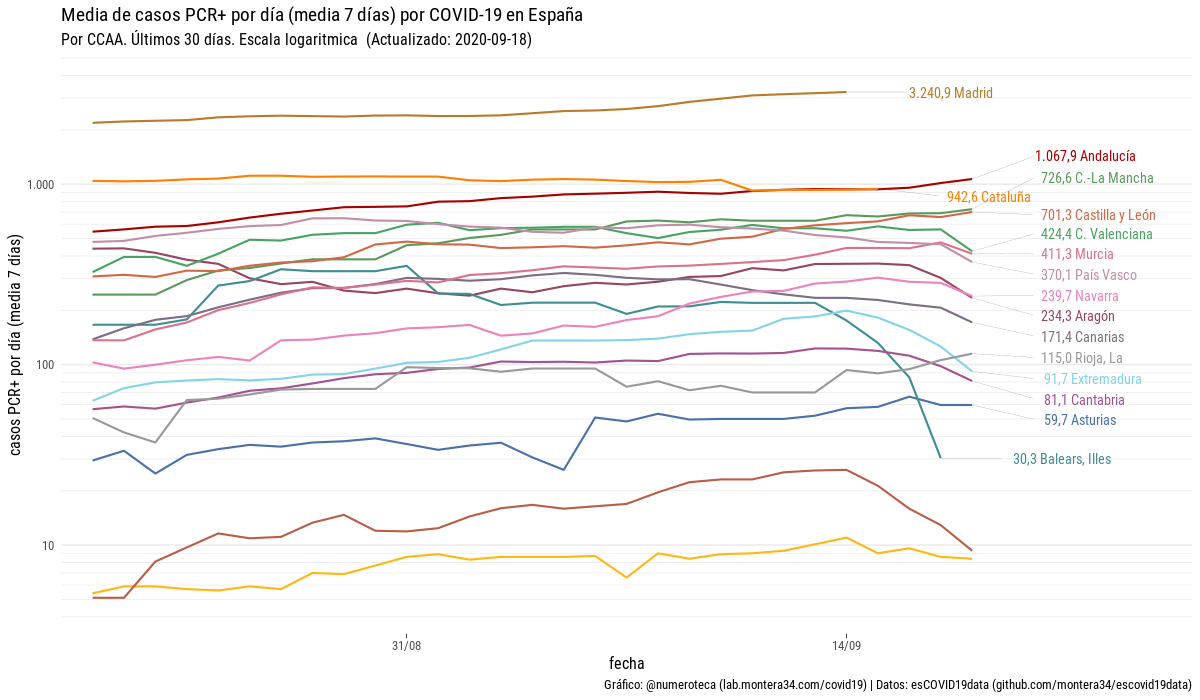 Media de casos PCR+ por día (media 7 días) por COVID-19 en España
Por CCAA. Últimos 30 días. Escala logaritmica  (Actualizado: 2020-09-18)
casos PCR+ por día (media 7 días)
1.000
100
10
3.240,9 Madrid
1.067,9 Andalucía
726,6 C.-La Mancha
942,6 Cataluña
701,3 Castilla y León
424,4 C. Valenciana
411,3 Murcia
370,1 País Vasco
239,7 Navarra
234,3 Aragón
171,4 Canarias
115,0 Rioja, La
91,7 Extremadura
81,1 Cantabria
59,7 Asturias
30,3 Balears, Illes
31/08
14/09
fecha
Gráfico: @numeroteca (lab.montera34.com/covid19) | Datos: esCOVID19data (github.com/montera34/escovid19data)